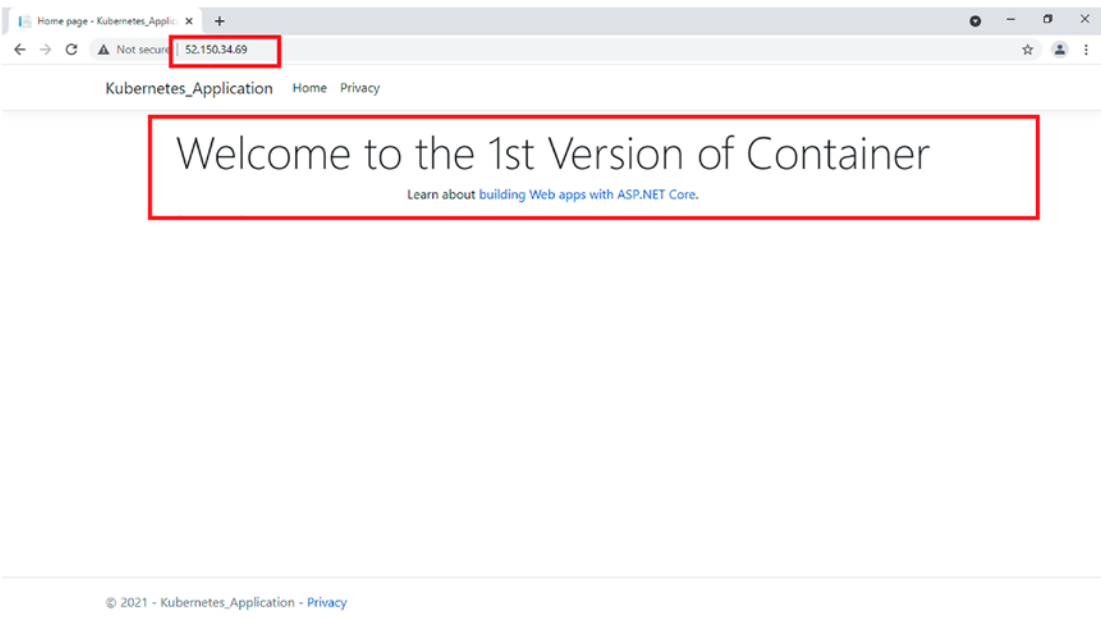 Home page - Kubernetes_Applic
Not secure 52.150.34.69
Kubernetes_Application Home Privacy
Welcome to the 1st Version of Container
Learn about building Web apps with ASP.NET Core.
© 2021 - Kubernetes_Application - Privacy